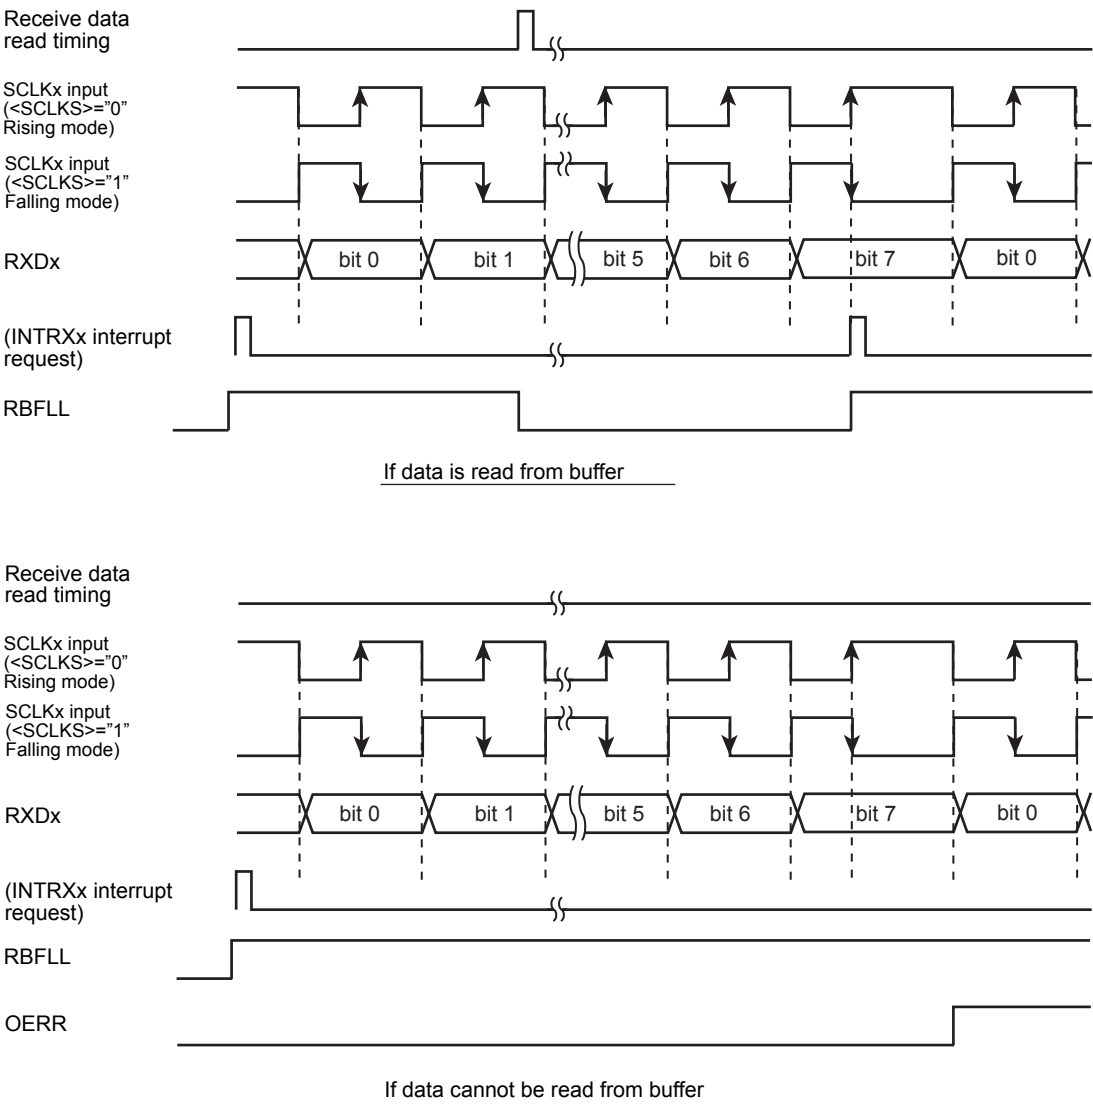 Receive data
read timing
SCLKx input
(<SCLKS>="0"
Rising mode)
SCLKx input
(<SCLKS>="1"
Falling mode)
RXDx
bit 0
bit 1
bit 5
bit 6
bit 7
bit 0
(INTRXx interrupt
request)
RBFLL
If data is read from buffer
Receive data
read timing
SCLKx input
(<SCLKS>="0"
Rising mode)
SCLKx input
(<SCLKS>="1"
Falling mode)
RXDx
bit 0
bit 1
bit 5
bit 6
bit 7
bit 0
(INTRXx interrupt
request)
RBFLL
OERR
If data cannot be read from buffer